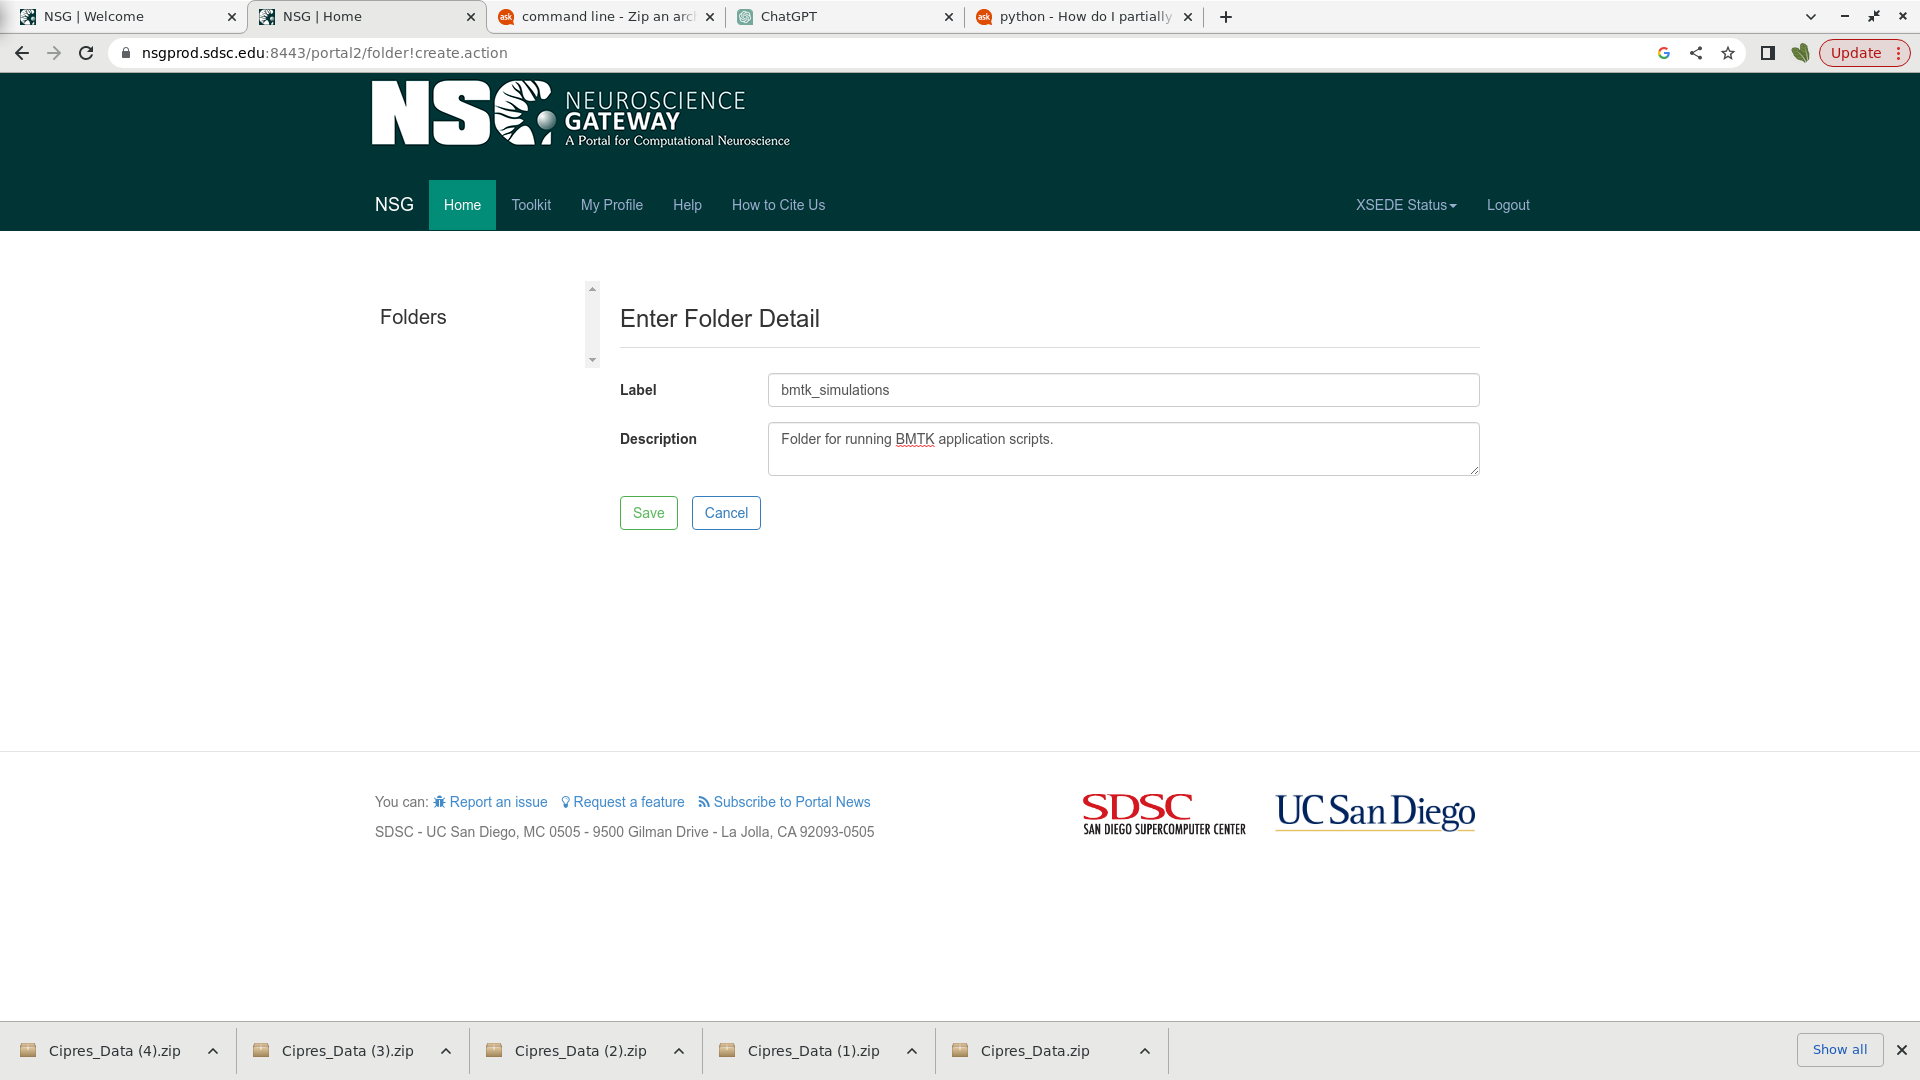 NSG | Welcome
NSG | Home
command line - Zip an arc
ChatGPT
python - How do I partially
nsgprod.sdsc.edu:8443/portal2/folder!create.action
Update
NSG NEUROSCIENCE
GATEWAY
A Portal for Computational Neuroscience
NSG Home Toolkit My Profile Help How to Cite Us XSEDE Status Logout
Folders
Enter Folder Detail
Label
bmtk_simulations
Description
Folder for running BMTK application scripts.
Save Cancel
You can: Report an issue Request a feature Subscribe to Portal News
SDSC - UC San Diego, MC 0505 - 9500 Gilman Drive - La Jolla, CA 92093-0505
SDSC
SAN DIEGO SUPERCOMPUTER CENTER
UC San Diego
Cipres_Data (4).zip
Cipres_Data (3).zip
Cipres_Data (2).zip
Cipres_Data (1).zip
Cipres_Data.zip
Show all